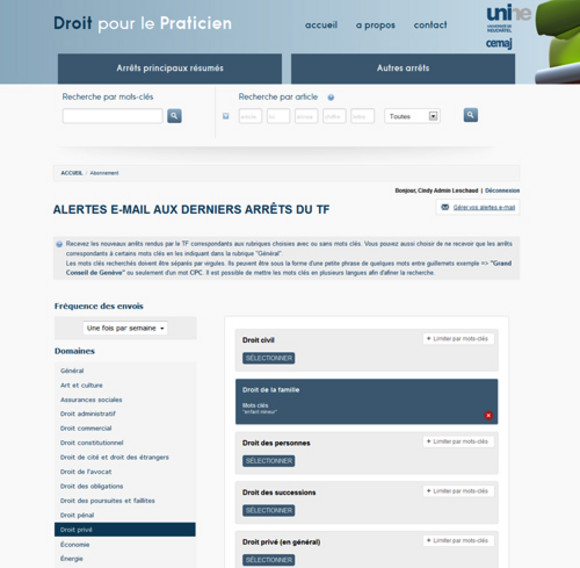 Droit pour le Praticien
accueil a propos contact
unine
UNIVERSITÉ DE
NEUCHÂTEL
cemaj
Arrêts principaux résumés
Autres arrêts
Recherche par mots-clés
Recherche par article
Toutes
ACCUEIL / Abonnement
Bonjour, Cindy Admin Leschaud | Déconnexion
ALERTES E-MAIL AUX DERNIERS ARRÊTS DU TF
Gérer vos alertes e-mail
Recevez les nouveaux arrêts rendus par le TF correspondants aux rubriques choisies avec ou sans mots clés. Vous pouvez aussi choisir de ne recevoir que les arrêts
correspondants à certains mots clés en les indiquant dans la rubrique "Général".
Les mots clés recherchés doivent être séparés par virgules. Ils peuvent être sous la forme d'une petite phrase de quelques mots entre guillemets exemple => "Grand
Conseil de Genève" ou seulement d'un mot CPC. Il est possible de mettre les mots clés en plusieurs langues afin d'afiner la recherche.
Fréquence des envois
Une fois par semaine
Domaines
Général
Art et culture
Assurances sociales
Droit administratif
Droit commercial
Droit constitutionnel
Droit de cité et droit des étrangers
Droit de l'avocat
Droit des obligations
Droit des poursuites et faillites
Droit pénal
Droit privé
Économie
Énergie
Droit civil
+ Limiter par mots-clés
SÉLECTIONNER
Droit de la famille
Mots clés
"enfant mineur"
Droit des personnes
+ Limiter par mots-clés
SÉLECTIONNER
Droit des successions
+ Limiter par mots-clés
SÉLECTIONNER
Droit privé (en général)
+ Limiter par mots-clés
SÉLECTIONNER